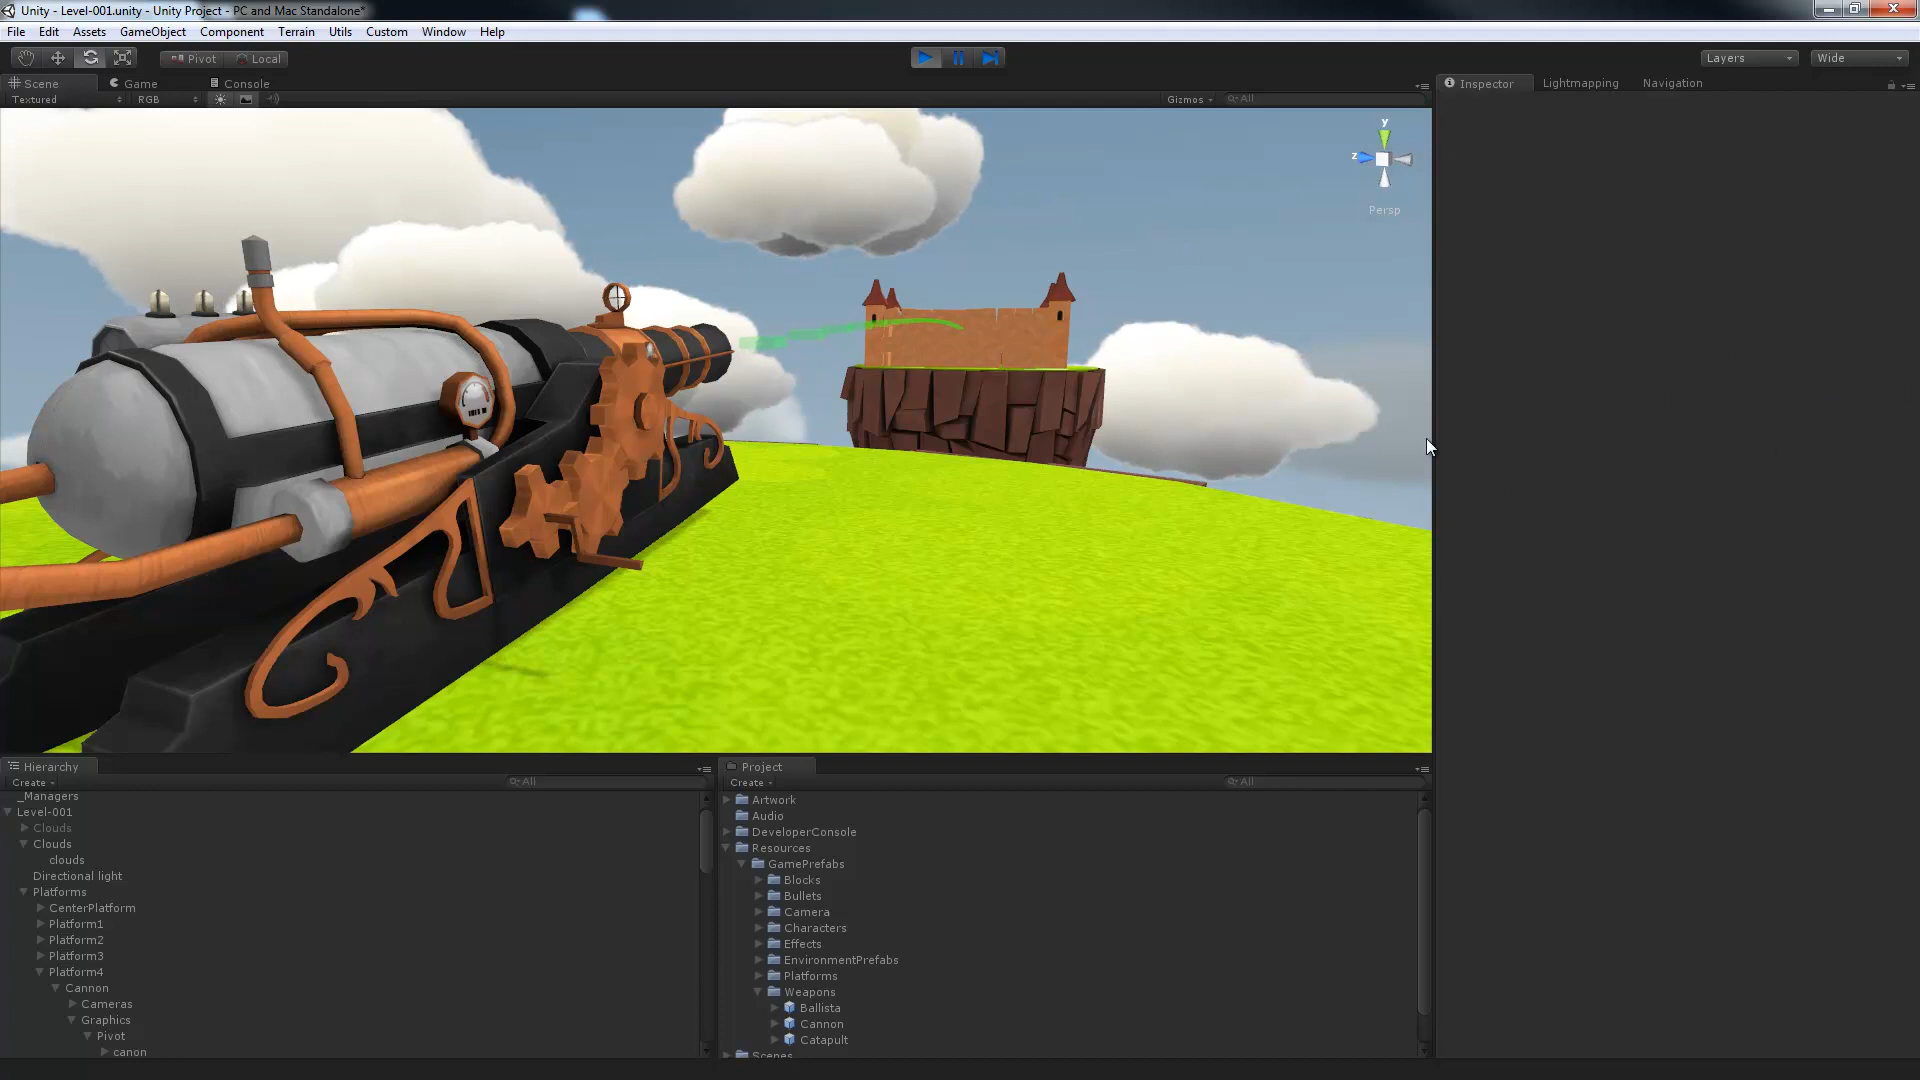 Unity - Level-001.unity - Unity Project - PC and Mac Standalone*
File Edit Assets GameObject Component Terrain Utils Custom Window Help
Pivot Local Layers Wide
Scene Game Console Inspector Lightmapping Navigation
Textured RGB Gizmos All
y
z
Persp
Hierarchy
Create All
_Managers
Level-001
Clouds
Clouds
clouds
Directional light
Platforms
CenterPlatform
Platform1
Platform2
Platform3
Platform4
Cannon
Cameras
Graphics
Pivot
canon
Project
Create All
Artwork
Audio
DeveloperConsole
Resources
GamePrefabs
Blocks
Bullets
Camera
Characters
Effects
EnvironmentPrefabs
Platforms
Weapons
Ballista
Cannon
Catapult
Scenes